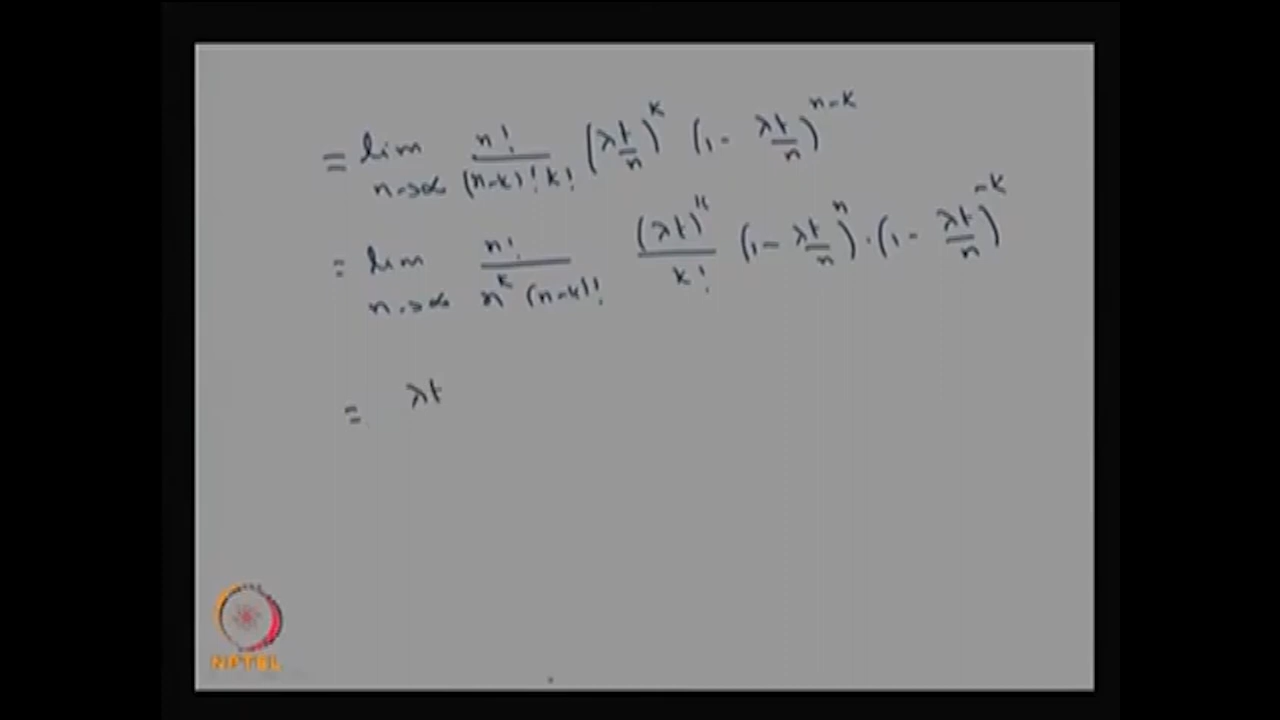 = lim n→∞ n!/((n-k)! k!) (λt/n)^k (1 - λt/n)^(n-k)
= lim n→∞ n!/(n^k (n-k)!) (λt)^k/k! (1 - λt/n)^n · (1 - λt/n)^(-k)
= λt
NPTEL